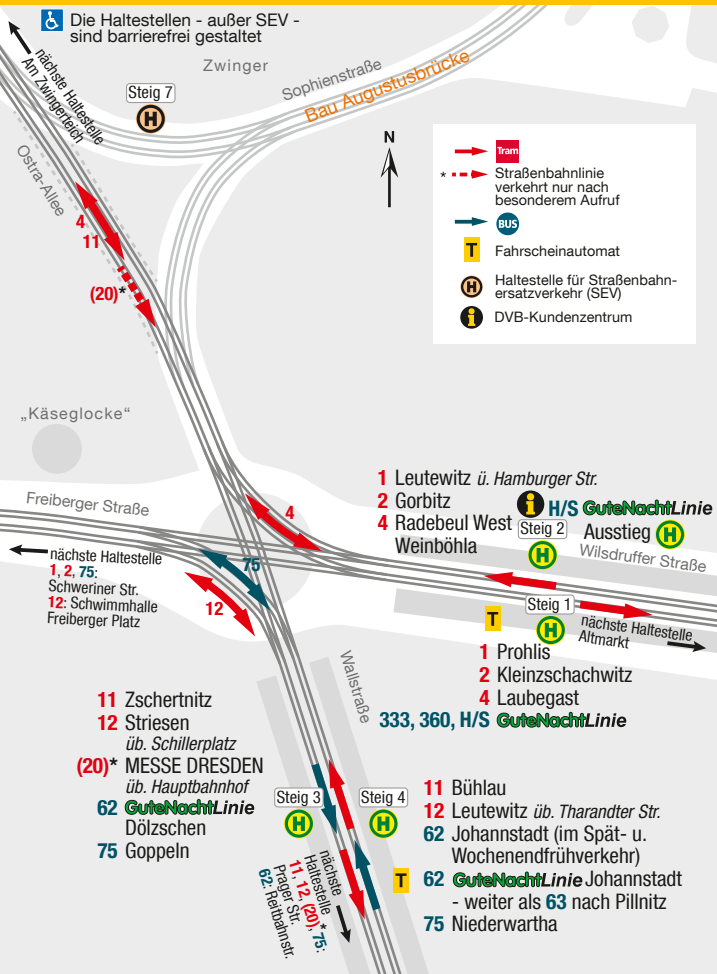 Die Haltestellen - außer SEV -
sind barrierefrei gestaltet
nächste Haltestelle
Am Zwingerteich
Zwinger
Sophienstraße
Bau Augustusbrücke
Steig 7
H
Ostra-Allee
N
Tram
* Straßenbahnlinie
verkehrt nur nach
besonderem Aufruf
BUS
T Fahrscheinautomat
H Haltestelle für Straßenbahn-
ersatzverkehr (SEV)
i DVB-Kundenzentrum
4
11
(20)*
„Käseglocke“
Freiberger Straße
4
75
12
nächste Haltestelle
1, 2, 75:
Schweriner Str.
12: Schwimmhalle
Freiberger Platz
1 Leutewitz ü. Hamburger Str.
2 Gorbitz
4 Radebeul West
Weinböhla
i H/S GuteNachtLinie
Steig 2
H
Ausstieg H
Wilsdruffer Straße
Steig 1
T
H
nächste Haltestelle
Altmarkt
1 Prohlis
2 Kleinzschachwitz
4 Laubegast
333, 360, H/S GuteNachtLinie
Wallstraße
11 Zschertnitz
12 Striesen
üb. Schillerplatz
(20)* MESSE DRESDEN
üb. Hauptbahnhof
62 GuteNachtLinie
Dölzschen
75 Goppeln
Steig 3
H
Steig 4
H
T
nächste
Haltestelle
11, 12, (20),* 75:
Prager Str.
62: Reitbahnstr.
11 Bühlau
12 Leutewitz üb. Tharandter Str.
62 Johannstadt (im Spät- u.
Wochenendfrühverkehr)
62 GuteNachtLinie Johannstadt
- weiter als 63 nach Pillnitz
75 Niederwartha